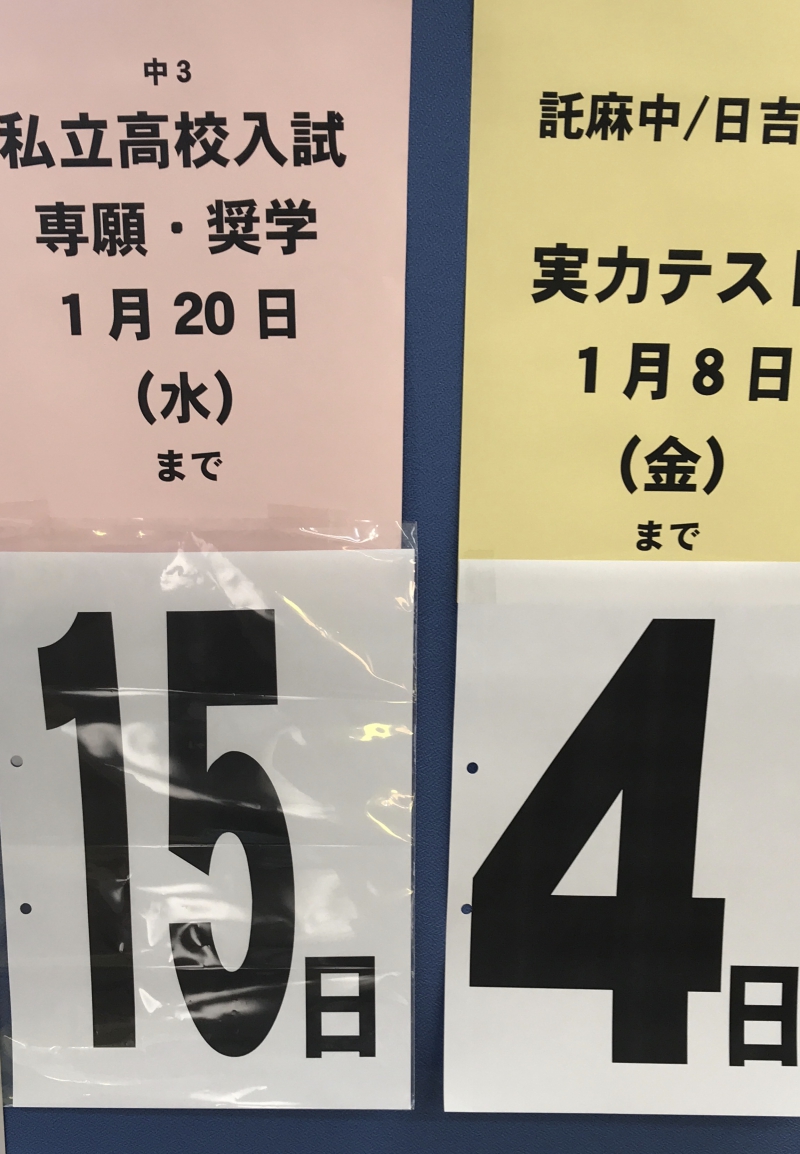 中3
私立高校入試
専願・奨学
1月20日
(水)
まで
15日
託麻中/日吉
実力テスト
1月8日
(金)
まで
4日